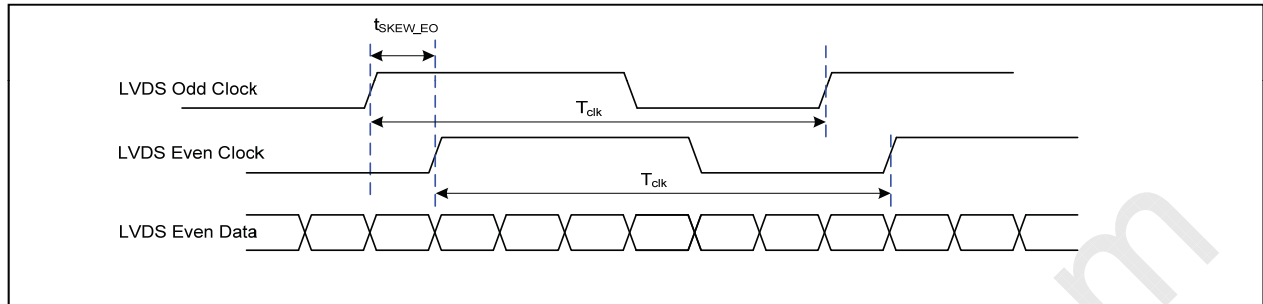 tSKEW_EO
LVDS Odd Clock
Tclk
LVDS Even Clock
Tclk
LVDS Even Data
m